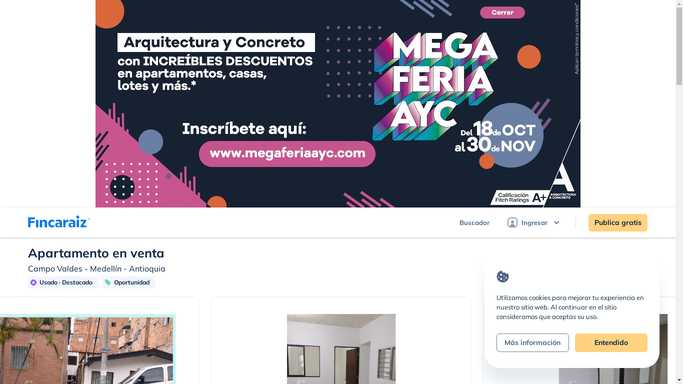 Cerrar
Arquitectura y Concreto
con INCREÍBLES DESCUENTOS
en apartamentos, casas,
lotes y más.*
MEGA
FERIA
AYC
Inscríbete aquí:
www.megaferiaayc.com
Del 18 de OCT
al 30 de NOV
Calificación
Fitch Ratings
A+
ARQUITECTURA
& CONCRETO
Fincaraiz
Buscador
Ingresar
Publica gratis
Apartamento en venta
Campo Valdes - Medellín - Antioquia
Usado · Destacado
Oportunidad
Utilizamos cookies para mejorar tu experiencia en
nuestro sitio web. Al continuar en el sitio
consideramos que aceptas su uso.
Más información
Entendido